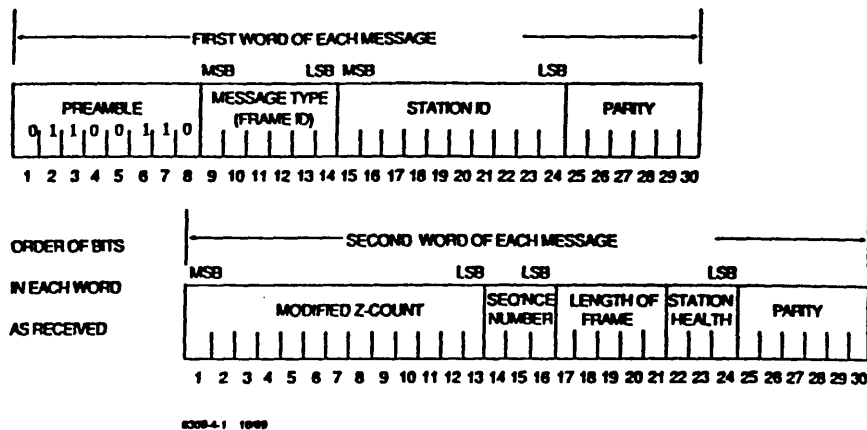 FIRST WORD OF EACH MESSAGE
MSB LSB MSB LSB
PREAMBLE MESSAGE TYPE (FRAME ID) STATION ID PARITY
0 1 1 0 0 1 1 0
1 2 3 4 5 6 7 8 9 10 11 12 13 14 15 16 17 18 19 20 21 22 23 24 25 26 27 28 29 30
ORDER OF BITS
IN EACH WORD
AS RECEIVED
SECOND WORD OF EACH MESSAGE
MSB LSB LSB LSB
MODIFIED Z-COUNT SEQ'NCE NUMBER LENGTH OF FRAME STATION HEALTH PARITY
1 2 3 4 5 6 7 8 9 10 11 12 13 14 15 16 17 18 19 20 21 22 23 24 25 26 27 28 29 30